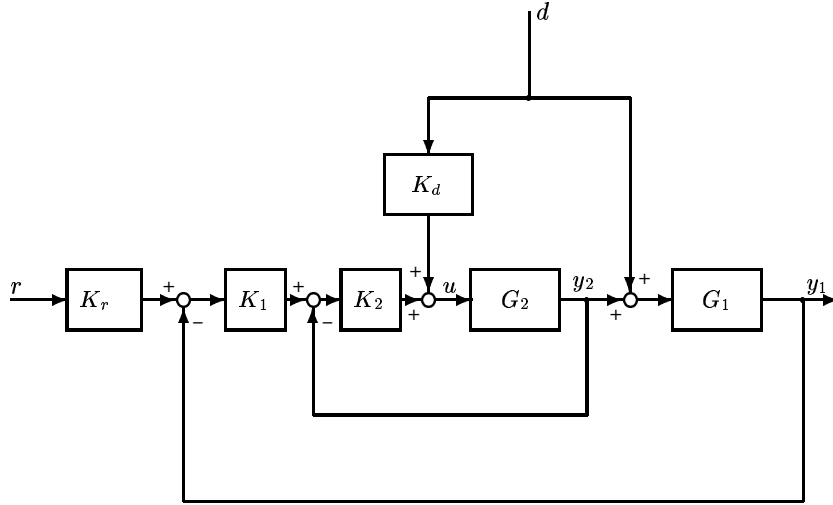 d
K_d
+
+
r
K_r
+
−
K_1
+
−
K_2
+
u
G_2
y_2
+
G_1
y_1